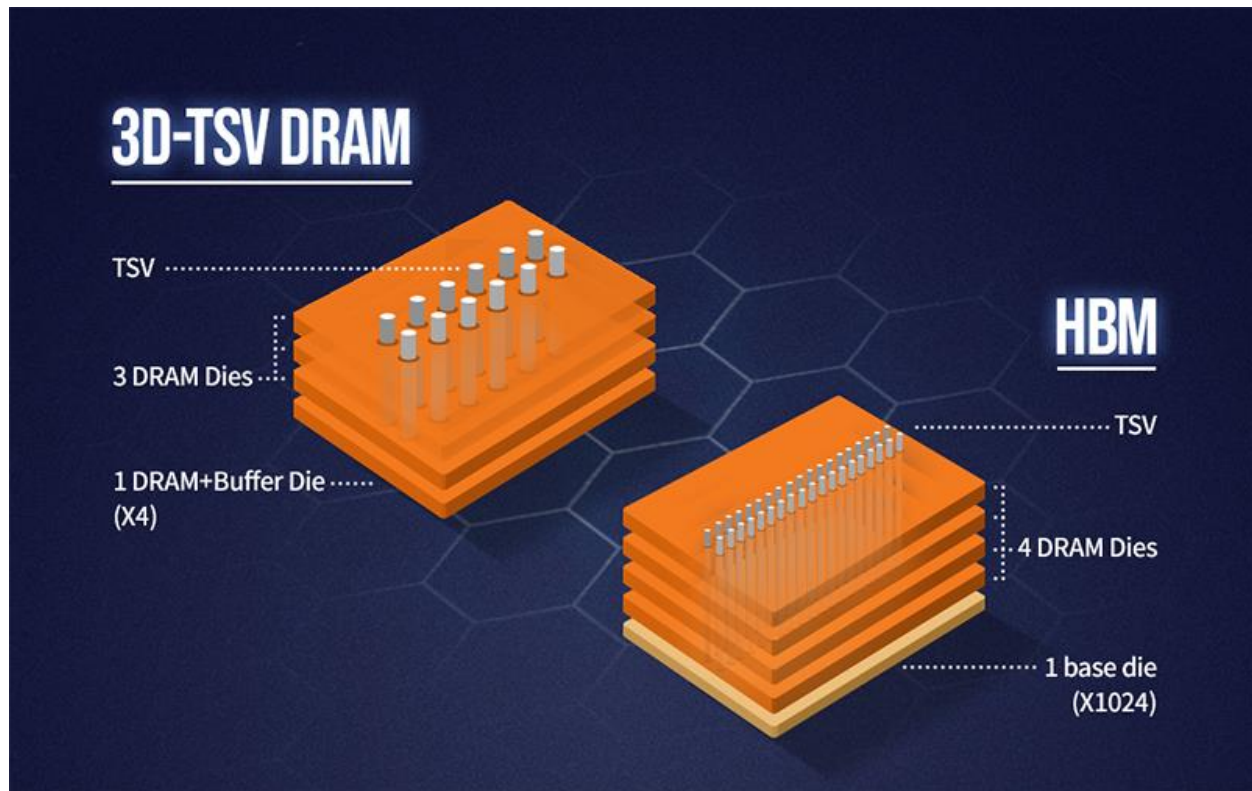 3D-TSV DRAM
TSV
3 DRAM Dies
1 DRAM+Buffer Die
(X4)
HBM
TSV
4 DRAM Dies
1 base die
(X1024)